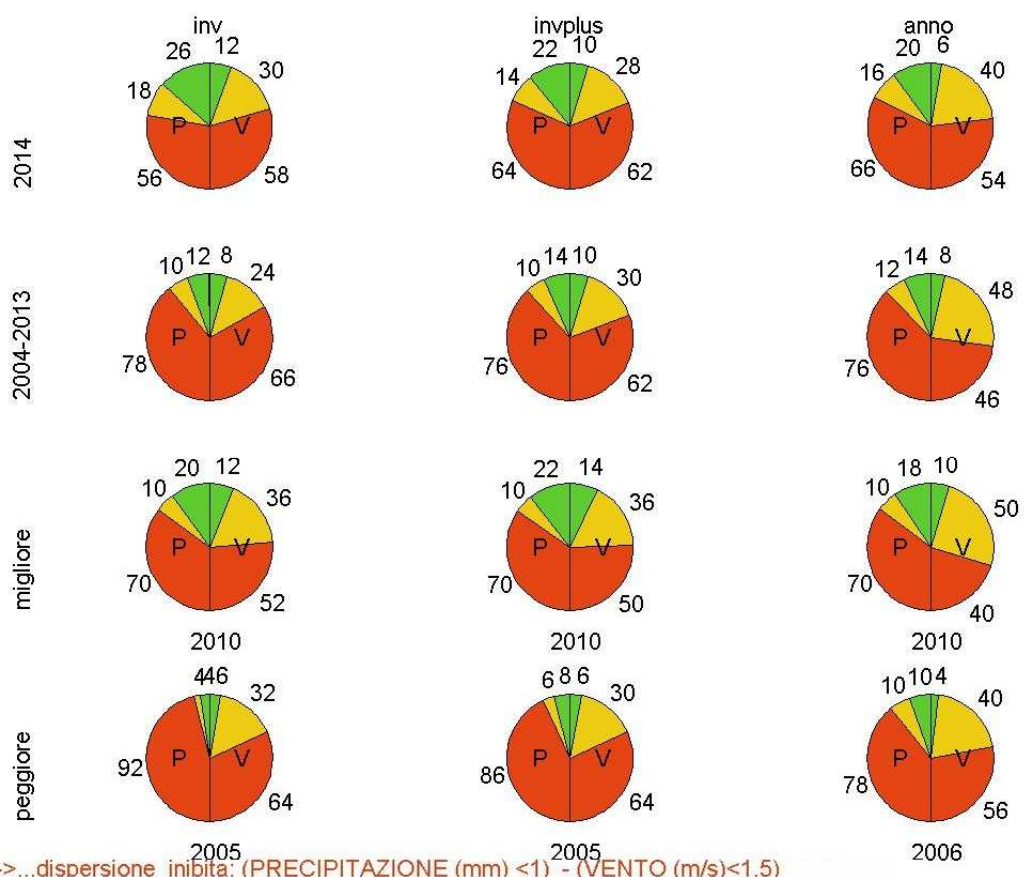 inv invplus anno
26 12 22 10 20 6
18 30 14 28 16 40
P V P V P V
2014
56 58 64 62 66 54
10 12 8 24 10 14 10 30 12 14 8 48
P V P V P V
2004-2013
78 66 76 62 76 46
20 12 22 14 18 10
10 36 10 36 10 50
P V P V P V
migliore
70 52 70 50 70 40
2010 2010 2010
4 4 6 32 6 8 6 30 10 10 4 40
P V P V P V
peggiore
92 64 86 64 78 56
2005 2005 2006
>...dispersione inibita: (PRECIPITAZIONE (mm) <1) - (VENTO (m/s)<1.5)